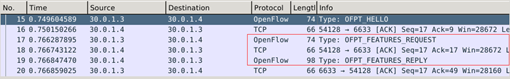 No. Time Source Destination Protocol Length Info
15 0.749604589 30.0.1.3 30.0.1.4 OpenFlow 74 Type: OFPT_HELLO
16 0.750150266 30.0.1.4 30.0.1.3 TCP 66 54128 → 6633 [ACK] Seq=17 Ack=9 Win=28672 L
17 0.766287895 30.0.1.3 30.0.1.4 OpenFlow 74 Type: OFPT_FEATURES_REQUEST
18 0.766743122 30.0.1.4 30.0.1.3 TCP 66 54128 → 6633 [ACK] Seq=17 Ack=17 Win=28672
19 0.766847470 30.0.1.4 30.0.1.3 OpenFlow 98 Type: OFPT_FEATURES_REPLY
20 0.766859025 30.0.1.3 30.0.1.4 TCP 66 6633 → 54128 [ACK] Seq=17 Ack=49 Win=28160 L